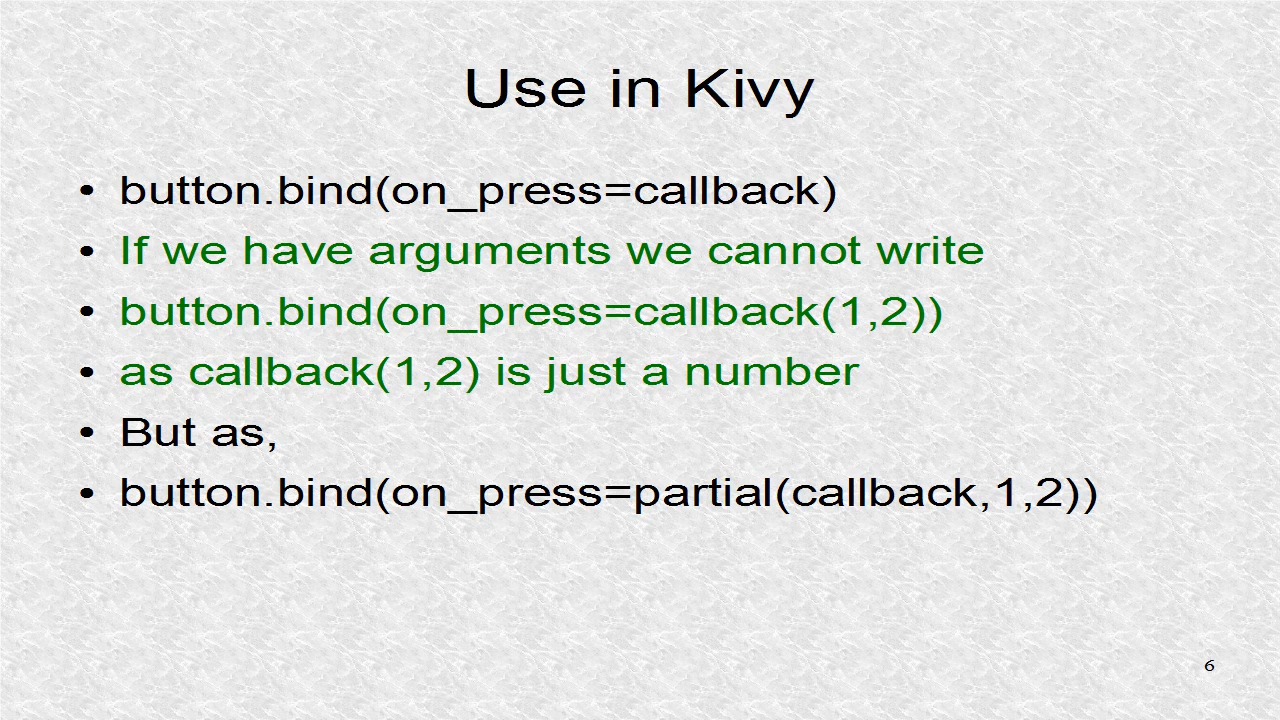 Use in Kivy
• button.bind(on_press=callback)
• If we have arguments we cannot write
• button.bind(on_press=callback(1,2))
• as callback(1,2) is just a number
• But as,
• button.bind(on_press=partial(callback,1,2))
6